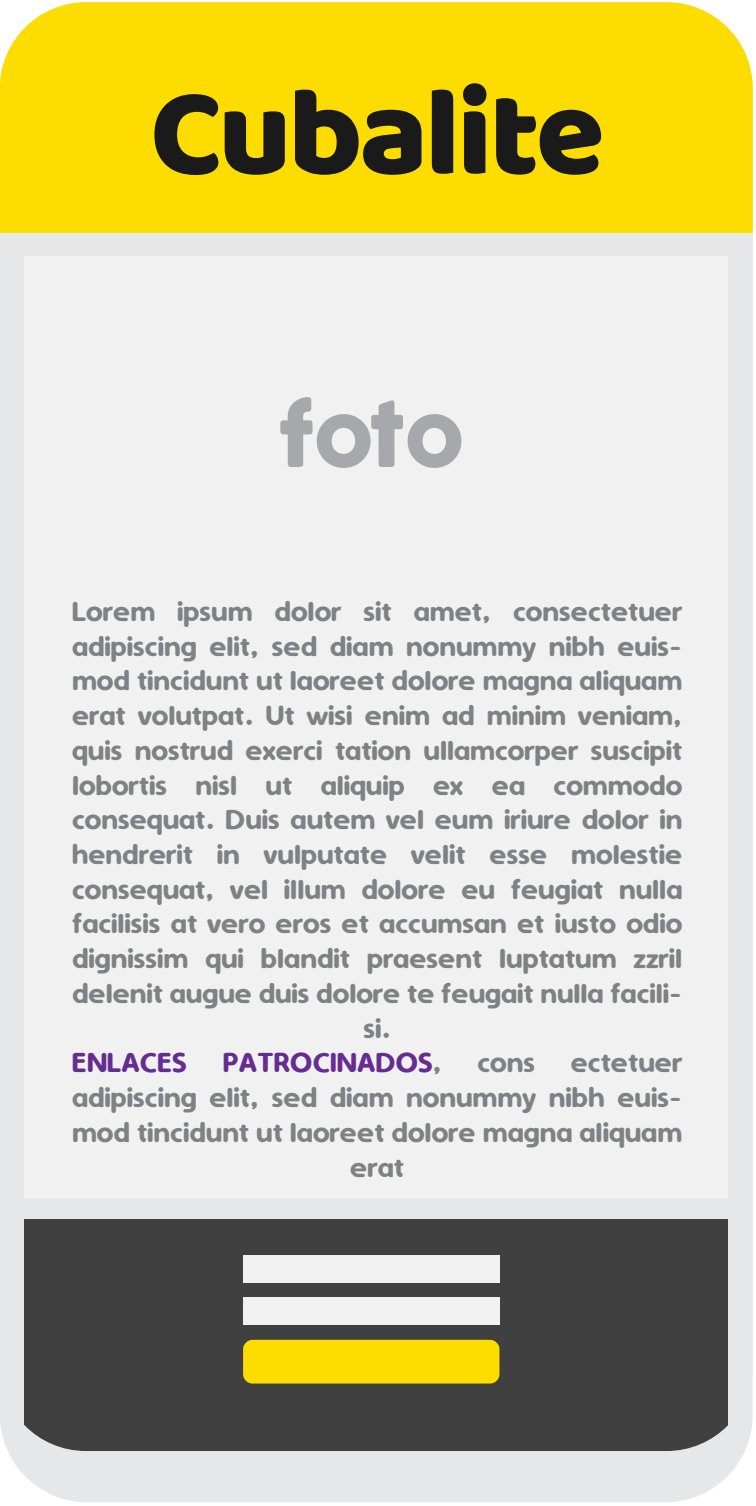 Cubalite
foto
Lorem ipsum dolor sit amet, consectetuer
adipiscing elit, sed diam nonummy nibh euis-
mod tincidunt ut laoreet dolore magna aliquam
erat volutpat. Ut wisi enim ad minim veniam,
quis nostrud exerci tation ullamcorper suscipit
lobortis nisl ut aliquip ex ea commodo
consequat. Duis autem vel eum iriure dolor in
hendrerit in vulputate velit esse molestie
consequat, vel illum dolore eu feugiat nulla
facilisis at vero eros et accumsan et iusto odio
dignissim qui blandit praesent luptatum zzril
delenit augue duis dolore te feugait nulla facili-
si.
ENLACES PATROCINADOS, cons ectetuer
adipiscing elit, sed diam nonummy nibh euis-
mod tincidunt ut laoreet dolore magna aliquam
erat